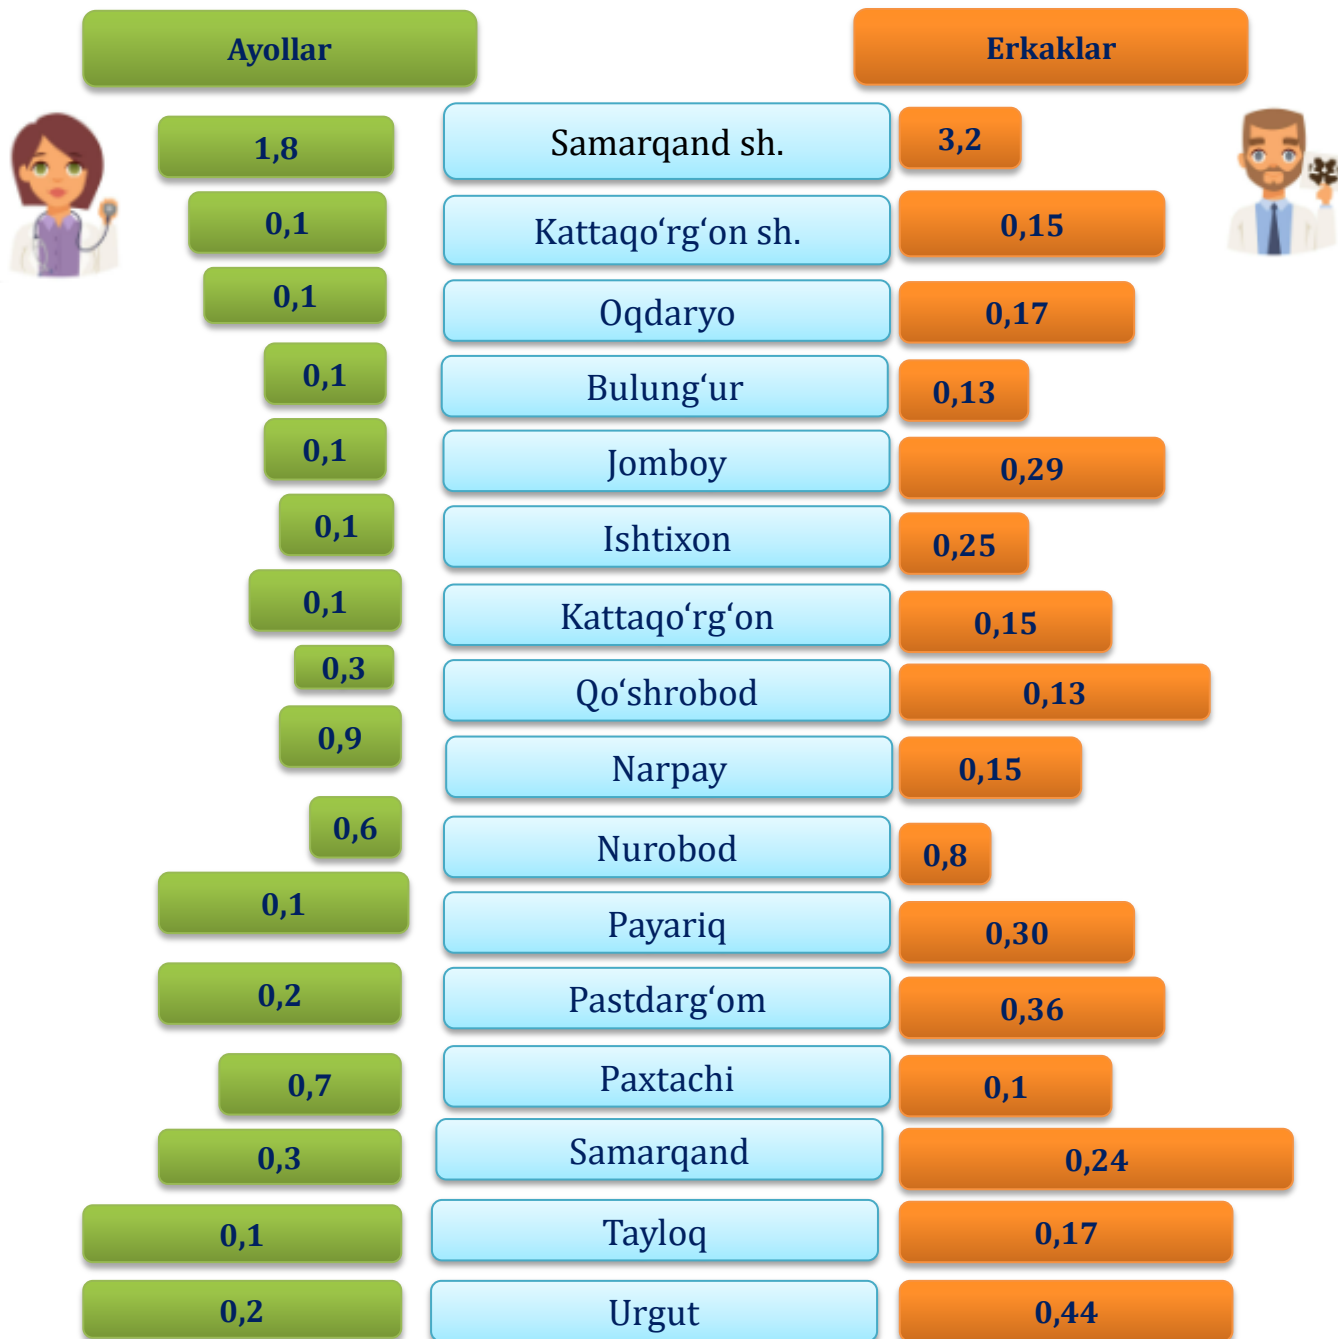 Ayollar Erkaklar
1,8 Samarqand sh. 3,2
0,1 Kattaqo‘rg‘on sh. 0,15
0,1 Oqdaryo 0,17
0,1 Bulung‘ur 0,13
0,1 Jomboy 0,29
0,1 Ishtixon 0,25
0,1 Kattaqo‘rg‘on 0,15
0,3 Qo‘shrobod 0,13
0,9 Narpay 0,15
0,6 Nurobod 0,8
0,1 Payariq 0,30
0,2 Pastdarg‘om 0,36
0,7 Paxtachi 0,1
0,3 Samarqand 0,24
0,1 Tayloq 0,17
0,2 Urgut 0,44